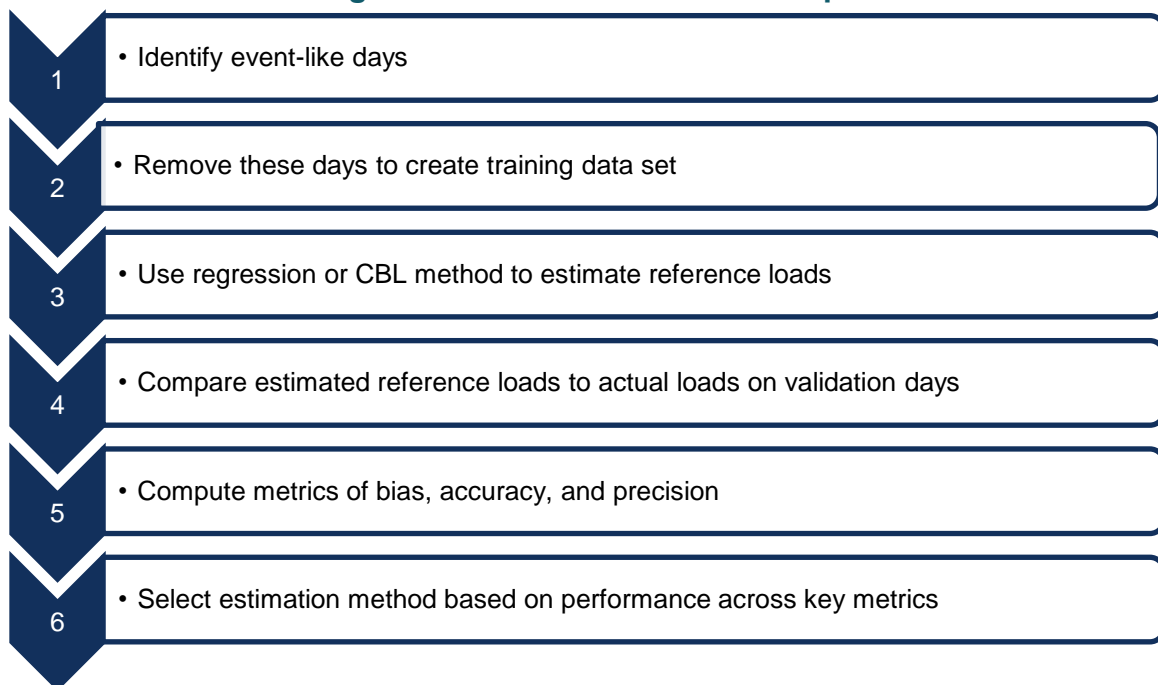 1
• Identify event-like days
2
• Remove these days to create training data set
3
• Use regression or CBL method to estimate reference loads
4
• Compare estimated reference loads to actual loads on validation days
5
• Compute metrics of bias, accuracy, and precision
6
• Select estimation method based on performance across key metrics